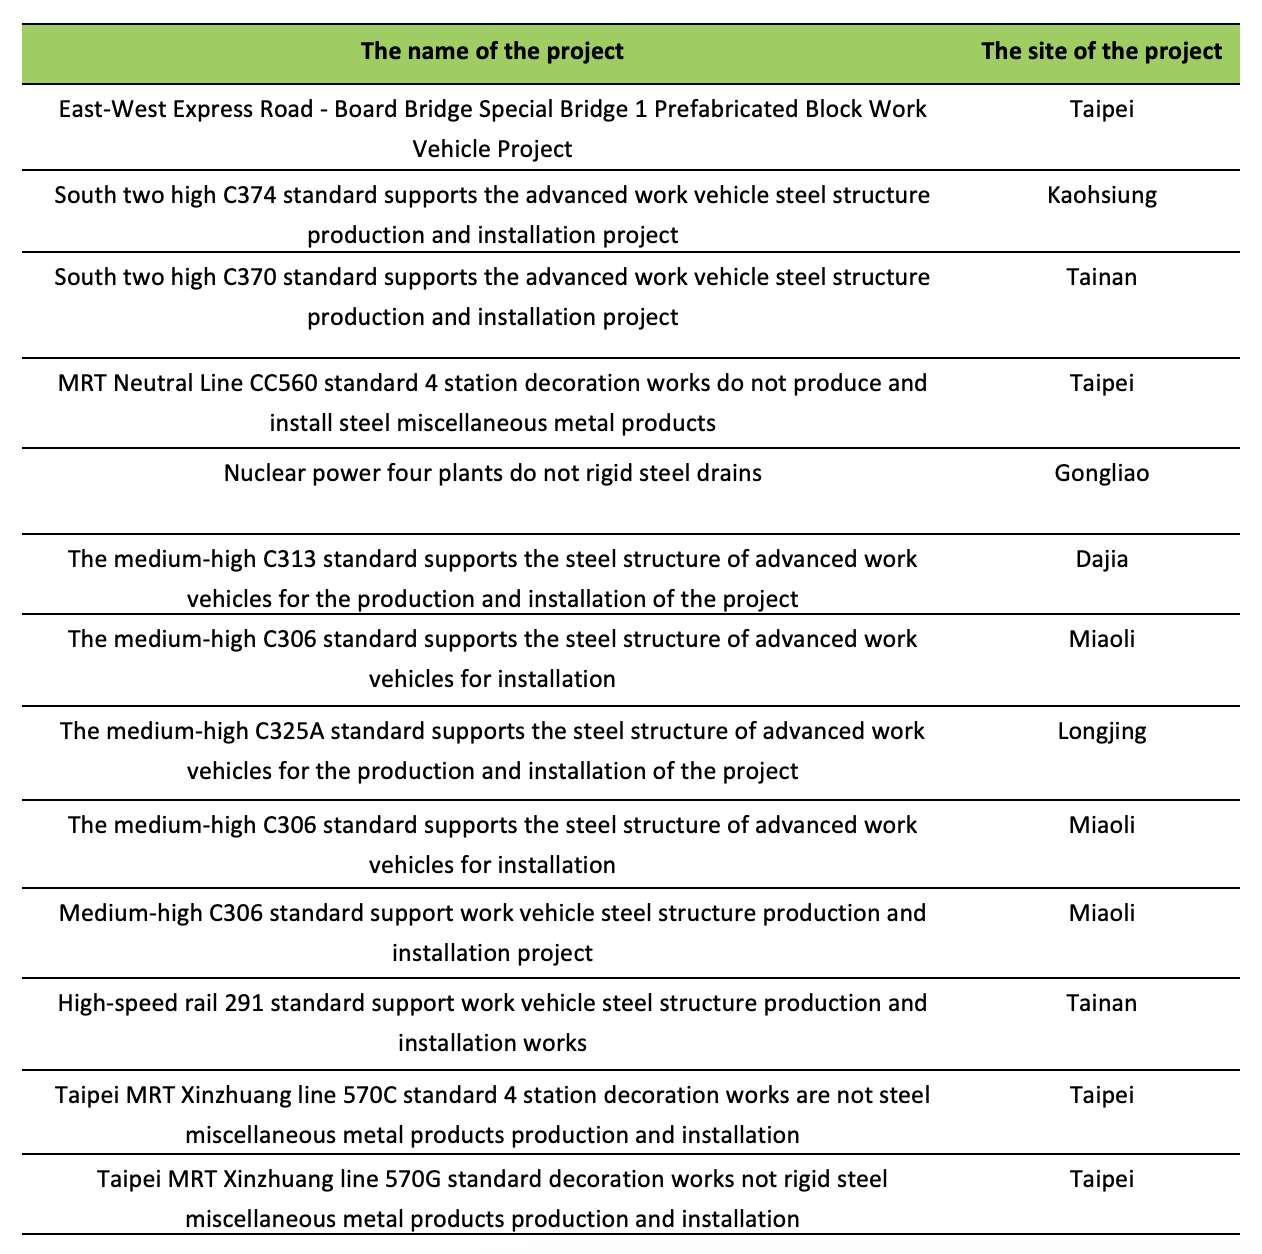 The name of the project The site of the project
East-West Express Road - Board Bridge Special Bridge 1 Prefabricated Block Work Taipei
Vehicle Project
South two high C374 standard supports the advanced work vehicle steel structure Kaohsiung
production and installation project
South two high C370 standard supports the advanced work vehicle steel structure Tainan
production and installation project
MRT Neutral Line CC560 standard 4 station decoration works do not produce and Taipei
install steel miscellaneous metal products
Nuclear power four plants do not rigid steel drains Gongliao
The medium-high C313 standard supports the steel structure of advanced work Dajia
vehicles for the production and installation of the project
The medium-high C306 standard supports the steel structure of advanced work Miaoli
vehicles for installation
The medium-high C325A standard supports the steel structure of advanced work Longjing
vehicles for the production and installation of the project
The medium-high C306 standard supports the steel structure of advanced work Miaoli
vehicles for installation
Medium-high C306 standard support work vehicle steel structure production and Miaoli
installation project
High-speed rail 291 standard support work vehicle steel structure production and Tainan
installation works
Taipei MRT Xinzhuang line 570C standard 4 station decoration works are not steel Taipei
miscellaneous metal products production and installation
Taipei MRT Xinzhuang line 570G standard decoration works not rigid steel Taipei
miscellaneous metal products production and installation